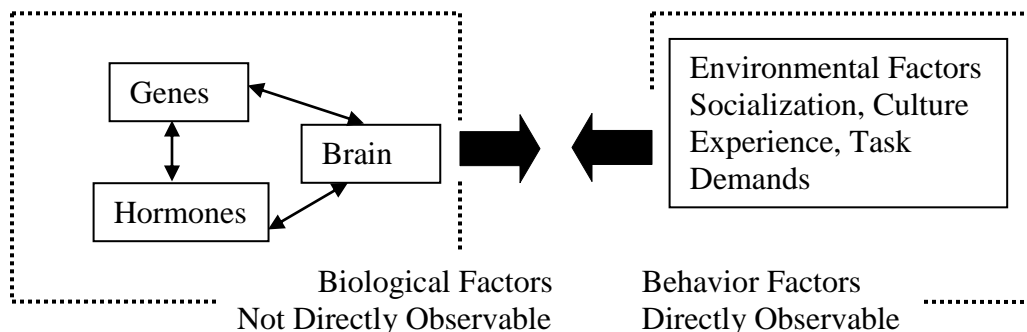 Genes
Brain
Hormones
Environmental Factors
Socialization, Culture
Experience, Task
Demands
Biological Factors
Not Directly Observable
Behavior Factors
Directly Observable